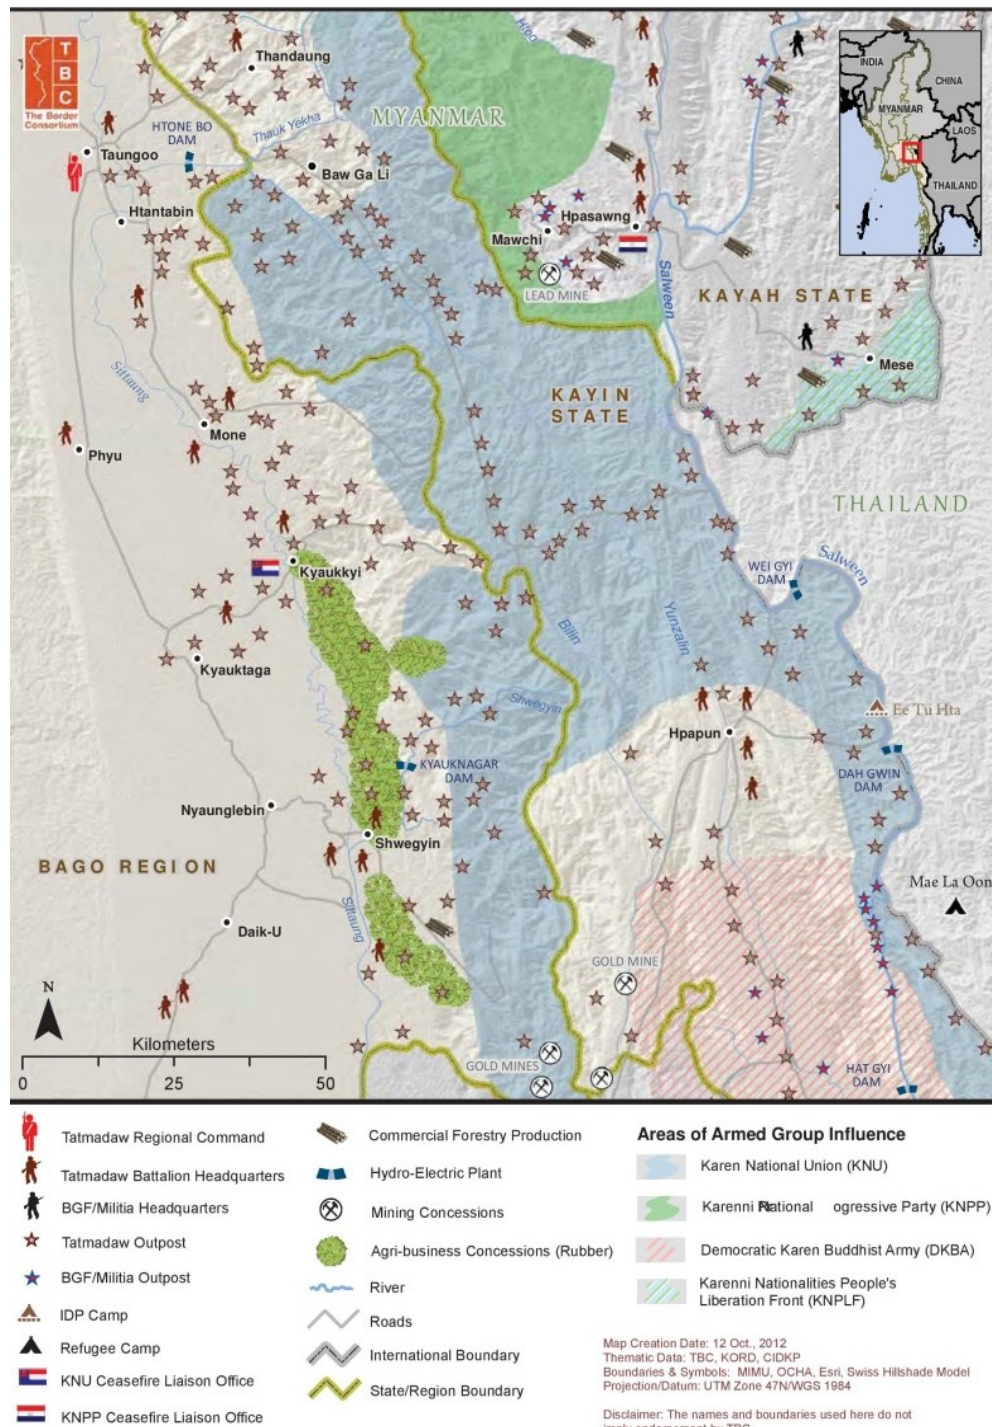 T
B
C
The Border
Consortium
Thandaung
Hloo
MYANMAR
INDIA
CHINA
MYANMAR
LAOS
THAILAND
HTONE BO
DAM
Thauk Yekha
Taungoo
Baw Ga Li
Htantabin
Hpasawng
Mawchi
LEAD MINE
Salween
KAYAH STATE
Mese
Sittaung
KAYIN
STATE
Mone
Phyu
THAILAND
Kyaukkyi
WEI GYI
DAM
Salween
Bilin
Yunzalin
Kyauktaga
Shwegyin
Ee Tu Hta
Hpapun
KYAUKNAGAR
DAM
DAH GWIN
DAM
Nyaunglebin
Shwegyin
BAGO REGION
Mae La Oon
Sittaung
Daik-U
GOLD MINE
N
Kilometers
0 25 50
GOLD MINES
HAT GYI
DAM
Tatmadaw Regional Command
Tatmadaw Battalion Headquarters
BGF/Militia Headquarters
Tatmadaw Outpost
BGF/Militia Outpost
IDP Camp
Refugee Camp
KNU Ceasefire Liaison Office
KNPP Ceasefire Liaison Office
Commercial Forestry Production
Hydro-Electric Plant
Mining Concessions
Agri-business Concessions (Rubber)
River
Roads
International Boundary
State/Region Boundary
Areas of Armed Group Influence
Karen National Union (KNU)
Karenni National Progressive Party (KNPP)
Democratic Karen Buddhist Army (DKBA)
Karenni Nationalities People's
Liberation Front (KNPLF)
Map Creation Date: 12 Oct., 2012
Thematic Data: TBC, KORD, CIDKP
Boundaries & Symbols: MIMU, OCHA, Esri, Swiss Hillshade Model
Projection/Datum: UTM Zone 47N/WGS 1984
Disclaimer: The names and boundaries used here do not
imply endorsement by TBC